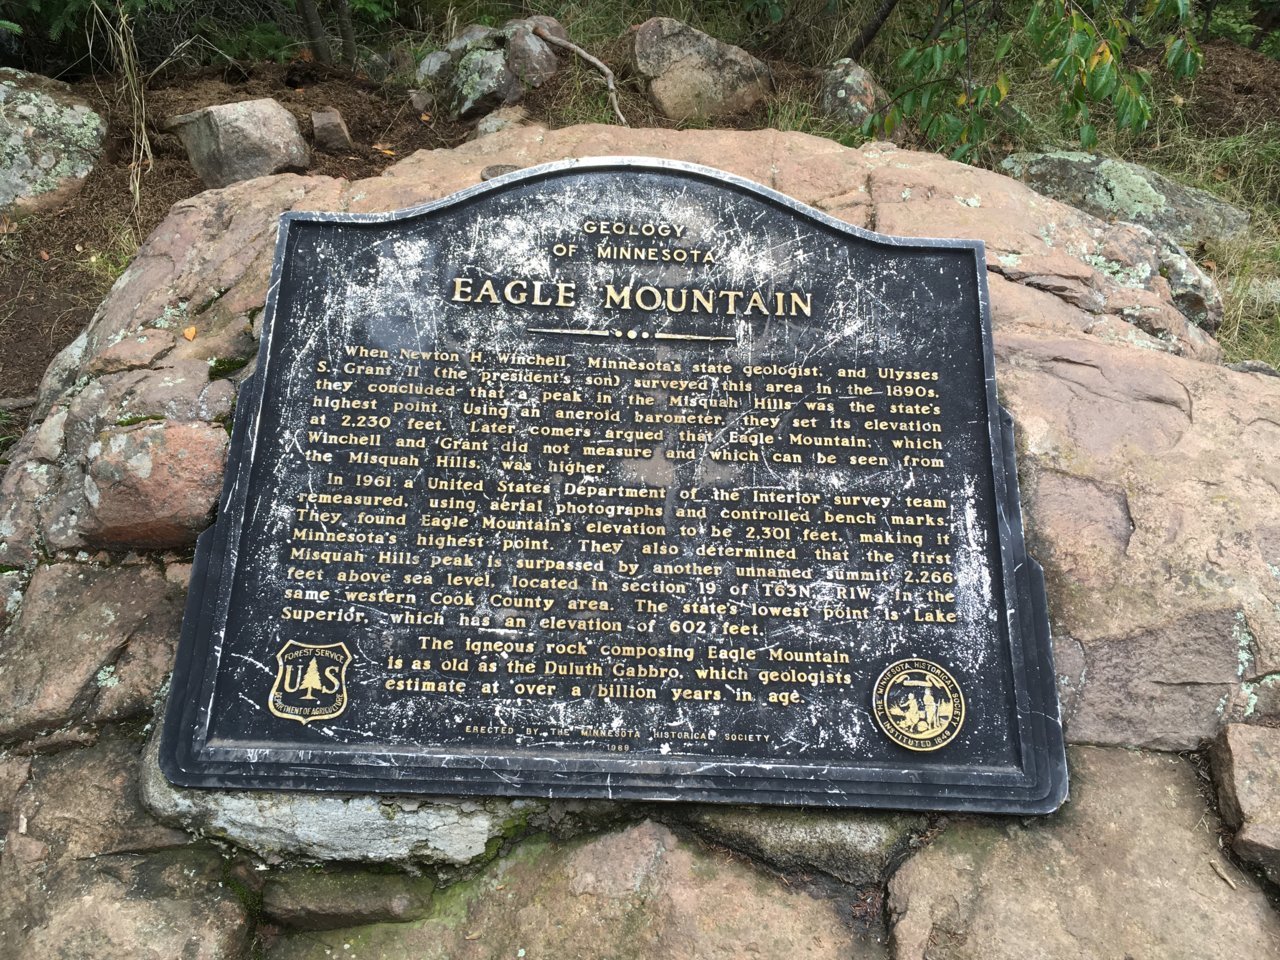 GEOLOGY
OF MINNESOTA
EAGLE MOUNTAIN
When Newton H. Winchell, Minnesota's state geologist, and Ulysses
S. Grant II (the president's son) surveyed this area in the 1890s,
they concluded that a peak in the Misquah Hills was the state's
highest point. Using an aneroid barometer, they set its elevation
at 2,230 feet. Later comers argued that Eagle Mountain, which
Winchell and Grant did not measure and which can be seen from
the Misquah Hills, was higher.
In 1961 a United States Department of the Interior survey team
remeasured, using aerial photographs and controlled bench marks.
They found Eagle Mountain's elevation to be 2,301 feet, making it
Minnesota's highest point. They also determined that the first
Misquah Hills peak is surpassed by another unnamed summit 2,266
feet above sea level, located in section 19 of T63N, R1W, in the
same western Cook County area. The state's lowest point is Lake
Superior, which has an elevation of 602 feet.
The igneous rock composing Eagle Mountain
is as old as the Duluth Gabbro, which geologists
estimate at over a billion years in age.
FOREST SERVICE
U S
DEPARTMENT OF AGRICULTURE
THE MINNESOTA HISTORICAL SOCIETY
INSTITUTED 1849
ERECTED BY THE MINNESOTA HISTORICAL SOCIETY
1969